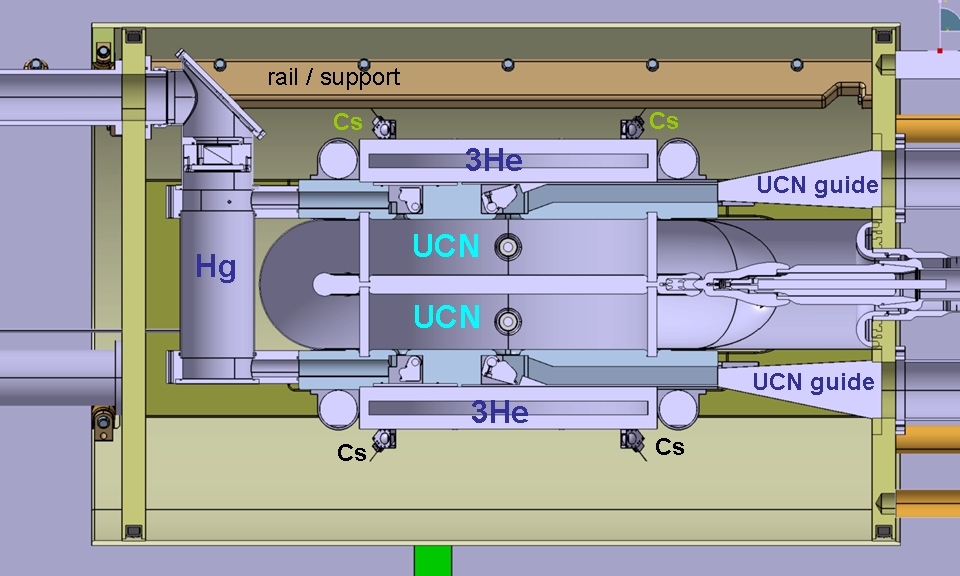 rail / support
Cs
Cs
3He
UCN guide
UCN
Hg
UCN
UCN guide
3He
Cs
Cs